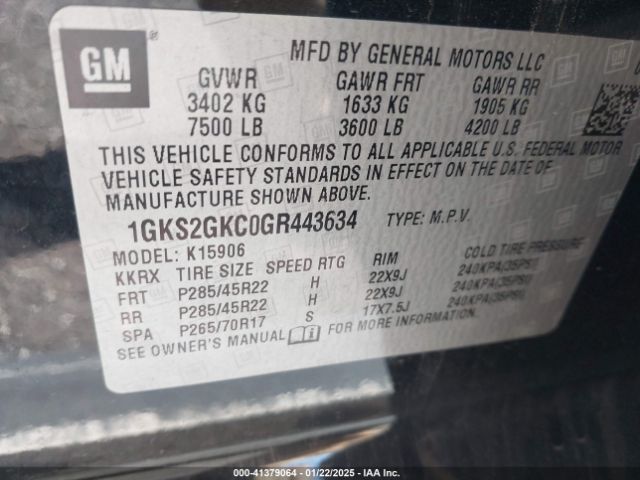 GM
MFD BY GENERAL MOTORS LLC
GVWR GAWR FRT GAWR RR
3402 KG 1633 KG 1905 KG
7500 LB 3600 LB 4200 LB
THIS VEHICLE CONFORMS TO ALL APPLICABLE U.S. FEDERAL MOTOR
VEHICLE SAFETY STANDARDS IN EFFECT ON THE DATE OF
MANUFACTURE SHOWN ABOVE.
1GKS2GKC0GR443634 TYPE: M.P.V.
MODEL: K15906
KKRX TIRE SIZE SPEED RTG RIM COLD TIRE PRESSURE
FRT P285/45R22 H 22X9J 240KPA(35PSI)
RR P285/45R22 H 22X9J 240KPA(35PSI)
SPA P265/70R17 S 17X7.5J 240KPA(35PSI)
SEE OWNER'S MANUAL FOR MORE INFORMATION.
000-41379064 - 01/22/2025 - IAA Inc.